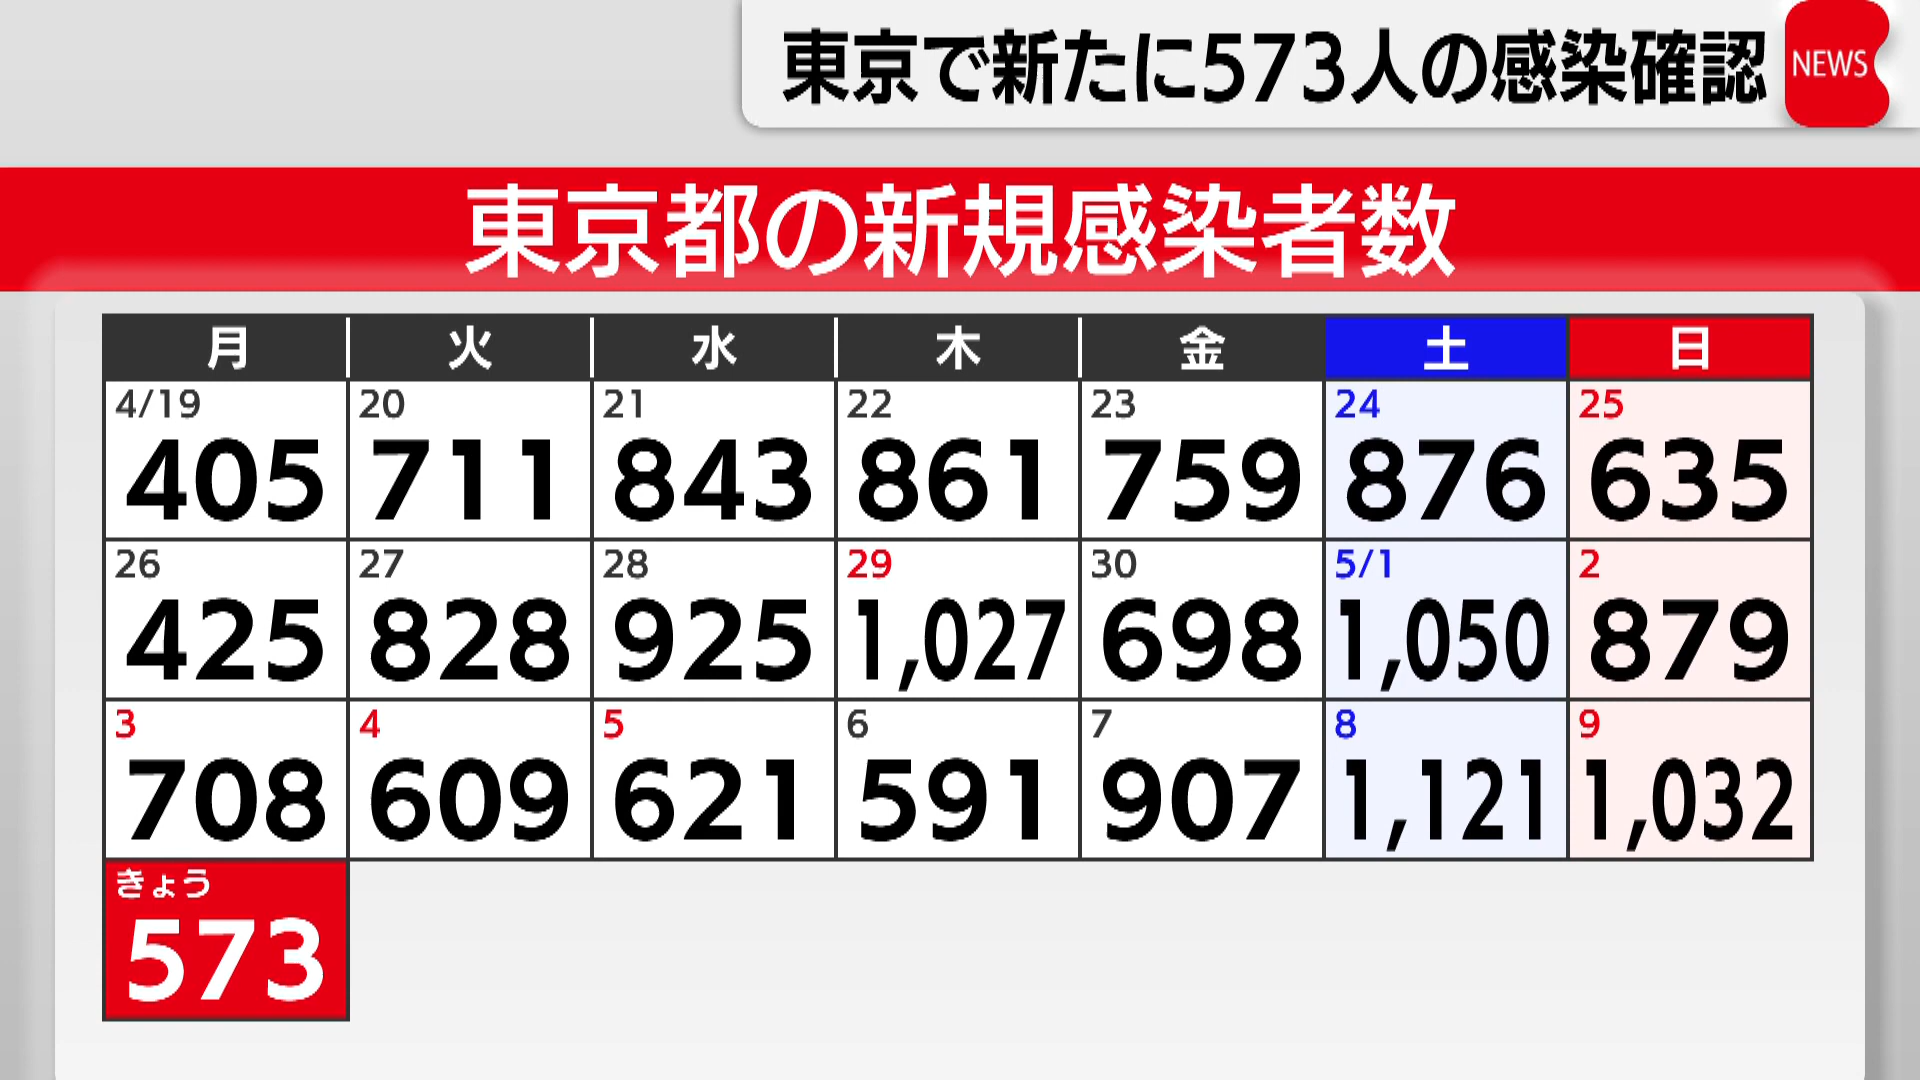 東京で新たに573人の感染確認
NEWS
東京都の新規感染者数
月 火 水 木 金 土 日
4/19 20 21 22 23 24 25
405 711 843 861 759 876 635
26 27 28 29 30 5/1 2
425 828 925 1,027 698 1,050 879
3 4 5 6 7 8 9
708 609 621 591 907 1,121 1,032
きょう
573